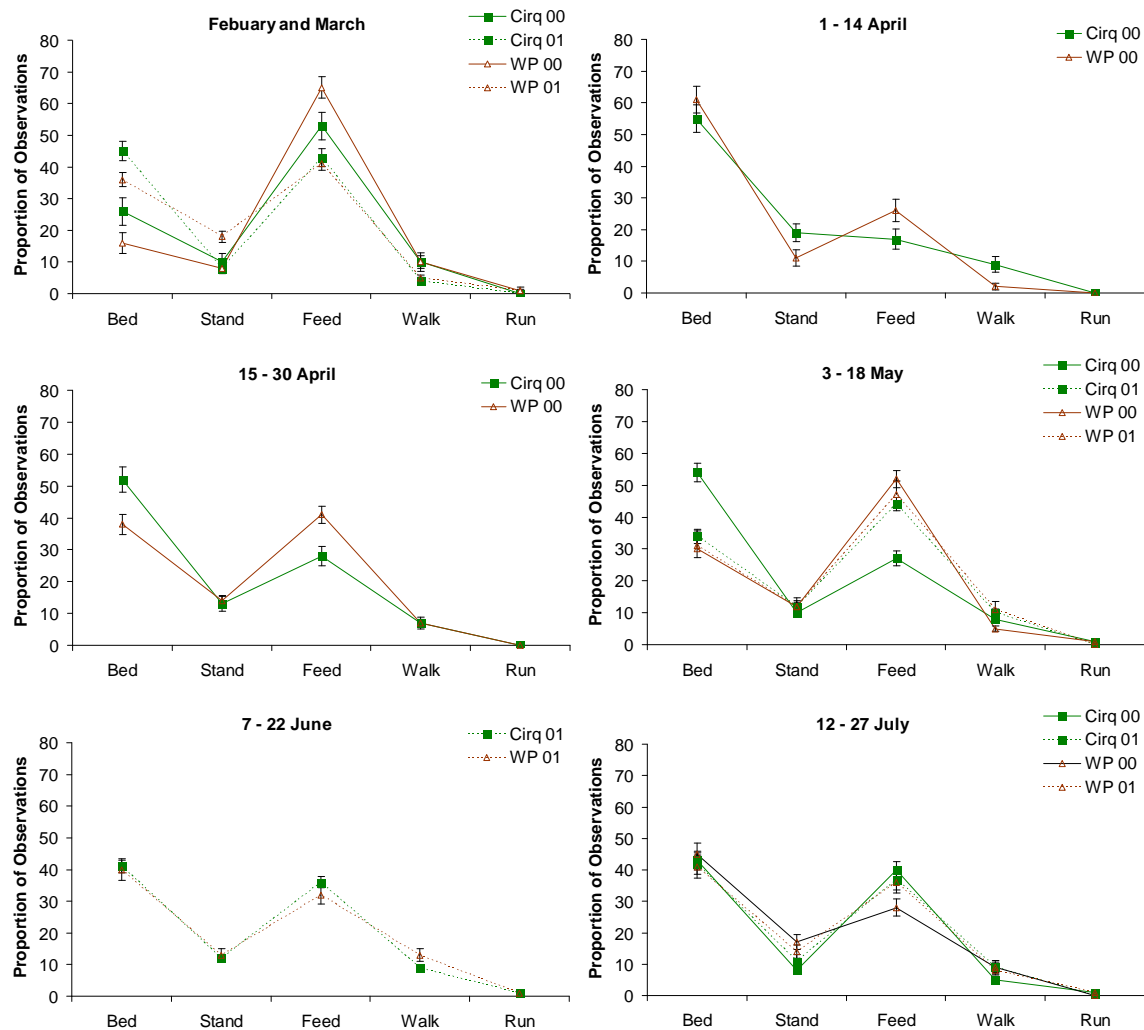 Febuary and March
Cirq 00
Cirq 01
WP 00
WP 01
Proportion of Observations
80
70
60
50
40
30
20
10
0
Bed Stand Feed Walk Run
1 - 14 April
Cirq 00
WP 00
Proportion of Observations
80
70
60
50
40
30
20
10
0
Bed Stand Feed Walk Run
15 - 30 April
Cirq 00
WP 00
Proportion of Observations
80
70
60
50
40
30
20
10
0
Bed Stand Feed Walk Run
3 - 18 May
Cirq 00
Cirq 01
WP 00
WP 01
Proportion of Observations
80
70
60
50
40
30
20
10
0
Bed Stand Feed Walk Run
7 - 22 June
Cirq 01
WP 01
Proportion of Observations
80
70
60
50
40
30
20
10
0
Bed Stand Feed Walk Run
12 - 27 July
Cirq 00
Cirq 01
WP 00
WP 01
Proportion of Observations
80
70
60
50
40
30
20
10
0
Bed Stand Feed Walk Run